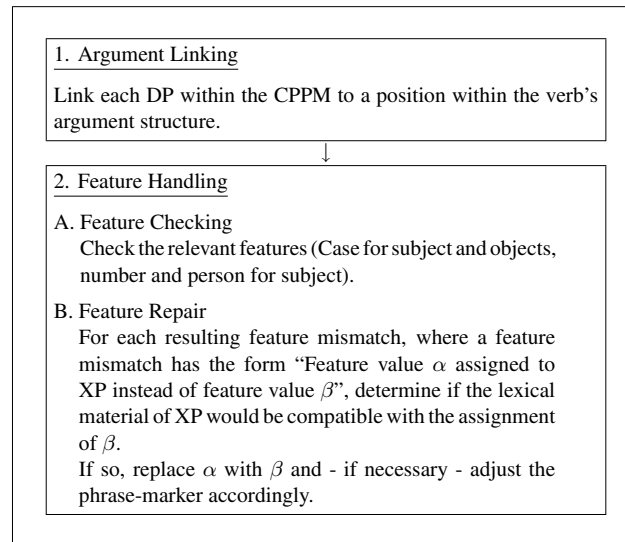 1. Argument Linking
Link each DP within the CPPM to a position within the verb's
argument structure.
↓
2. Feature Handling
A. Feature Checking
Check the relevant features (Case for subject and objects,
number and person for subject).
B. Feature Repair
For each resulting feature mismatch, where a feature
mismatch has the form “Feature value α assigned to
XP instead of feature value β”, determine if the lexical
material of XP would be compatible with the assignment
of β.
If so, replace α with β and - if necessary - adjust the
phrase-marker accordingly.